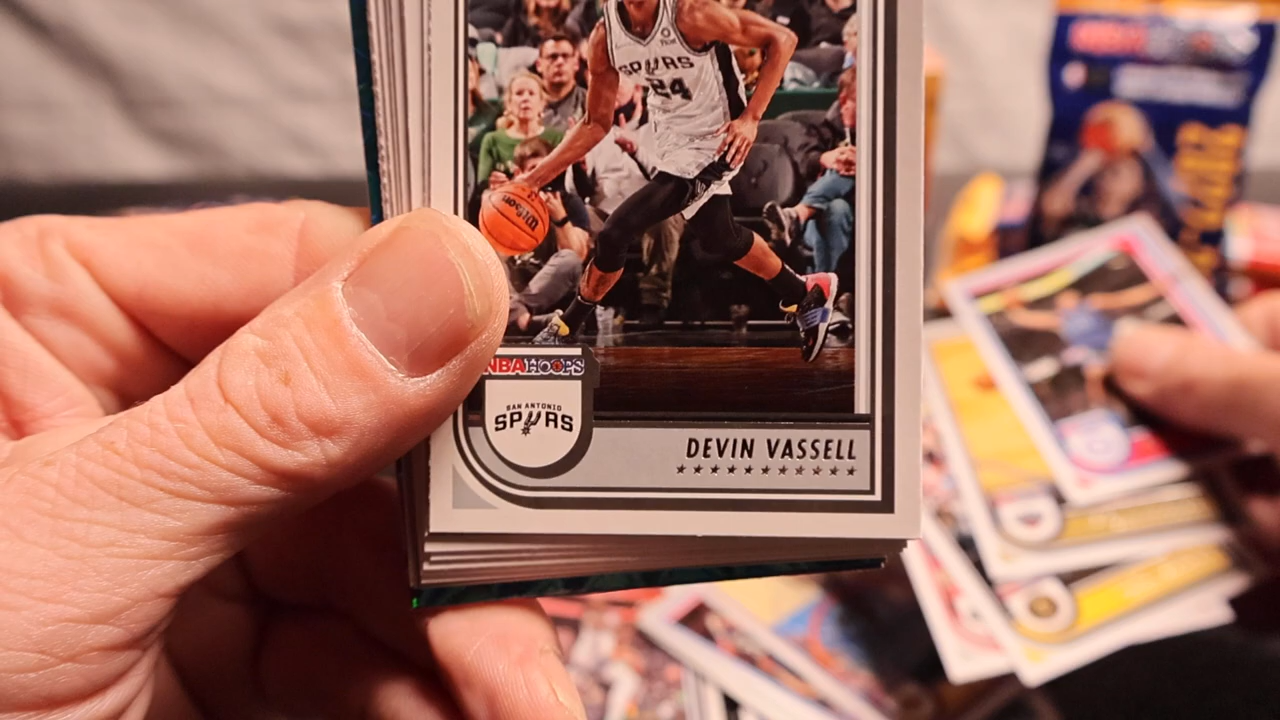 SPURS
24
Wilson
NBA HOOPS
SAN ANTONIO
SPURS
DEVIN VASSELL